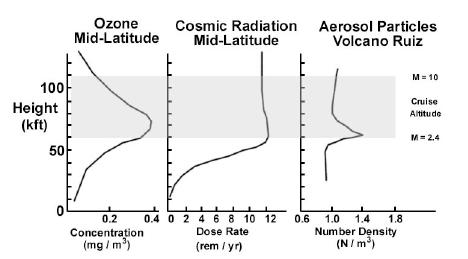 Ozone
Mid-Latitude
Cosmic Radiation
Mid-Latitude
Aerosol Particles
Volcano Ruiz
Height
(kft)
100
50
0
M = 10
Cruise
Altitude
M = 2.4
0.2 0.4
0 2 4 6 8 10 12
0.6 1.0 1.4 1.8
Concentration
(mg / m³)
Dose Rate
(rem / yr)
Number Density
(N / m³)